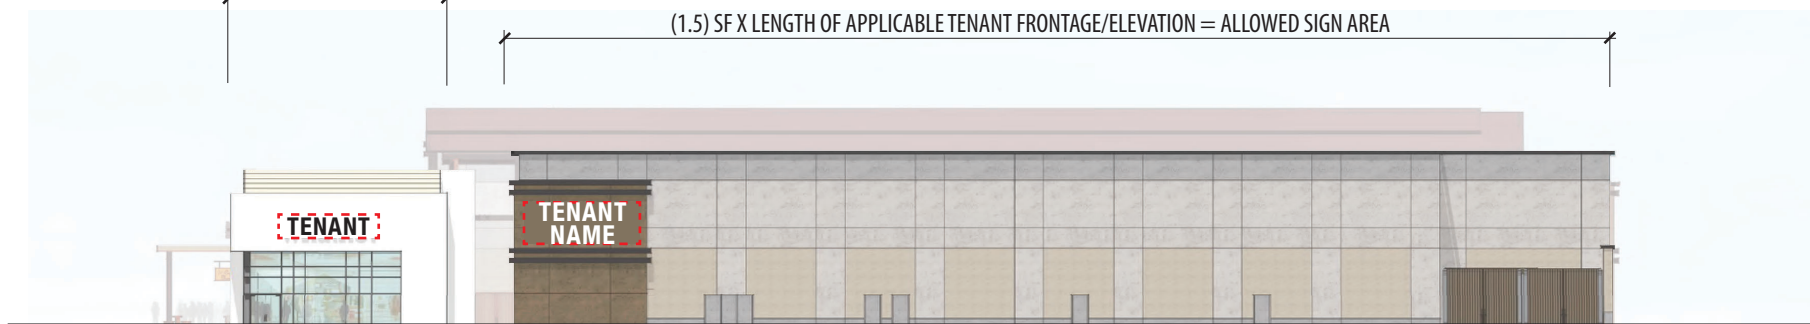 (1.5) SF X LENGTH OF APPLICABLE TENANT FRONTAGE/ELEVATION = ALLOWED SIGN AREA
TENANT
TENANT
NAME